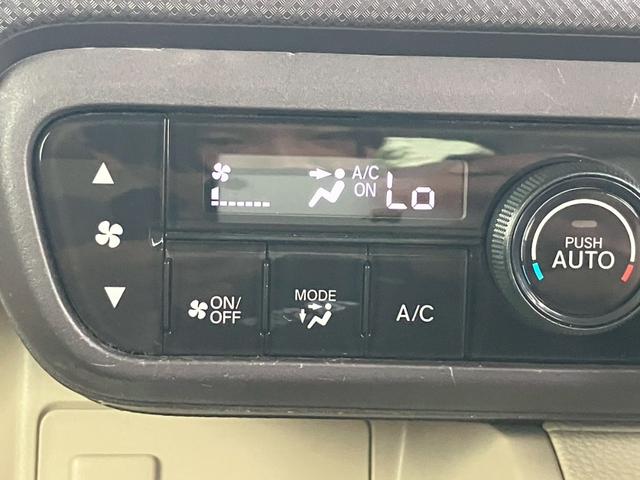 A/C
ON
Lo
PUSH
AUTO
ON/
OFF
MODE
A/C